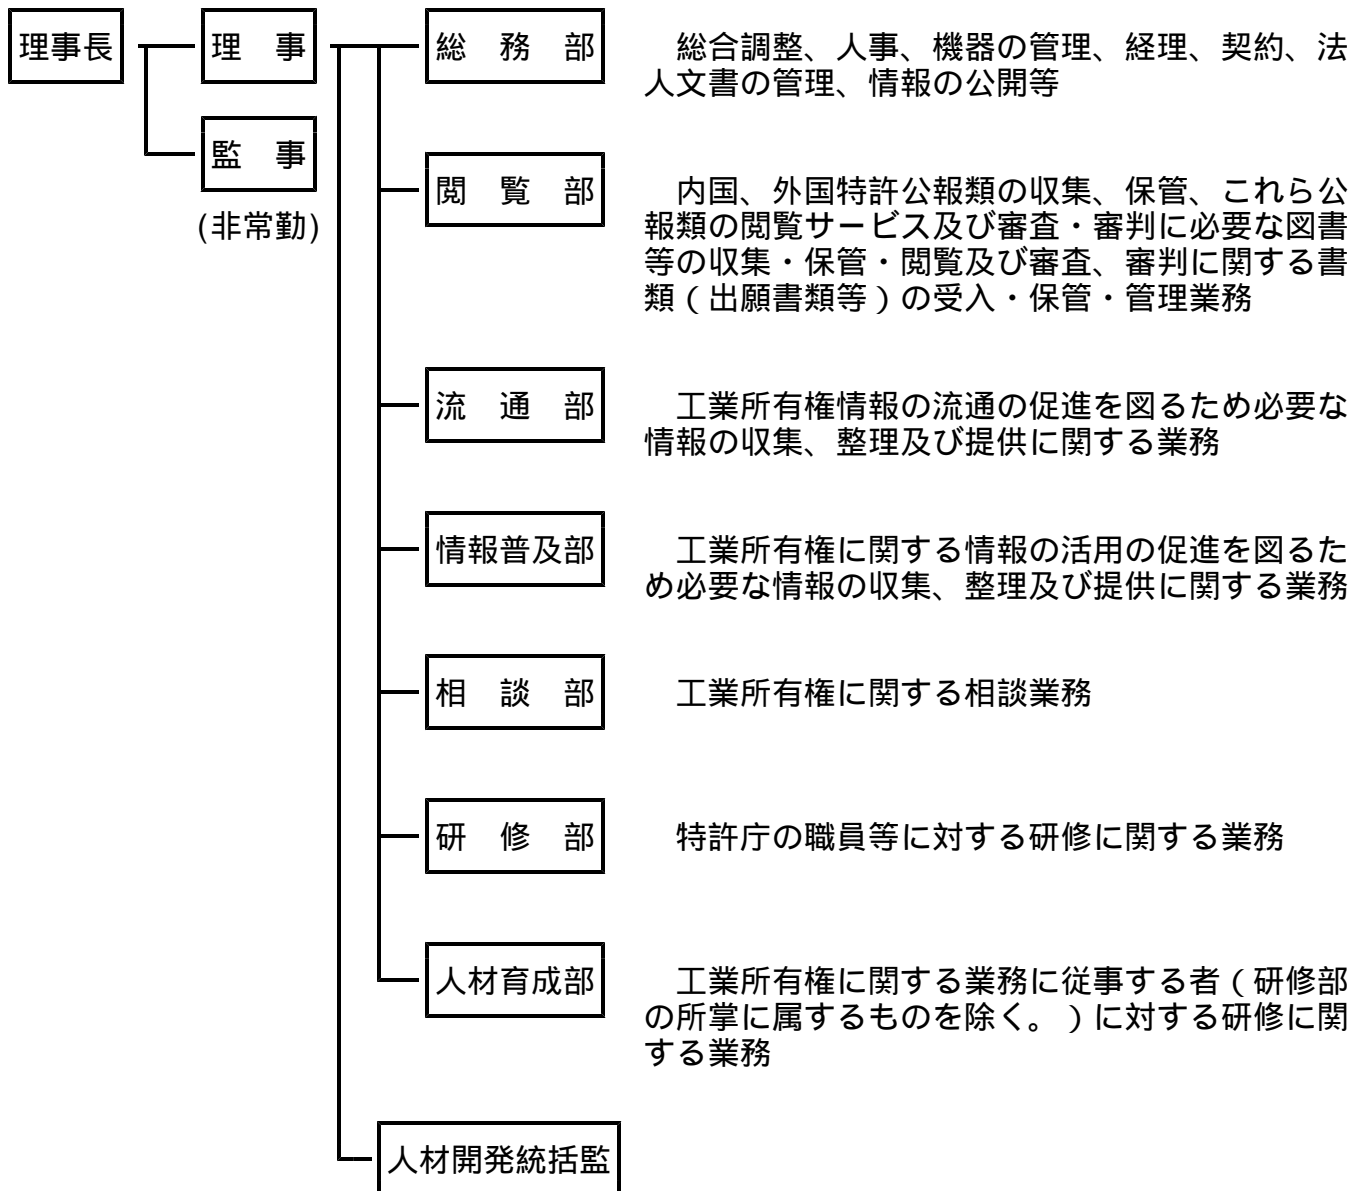 理事長
理　事
監　事
(非常勤)
総　務　部
総合調整、人事、機器の管理、経理、契約、法
人文書の管理、情報の公開等
閲　覧　部
内国、外国特許公報類の収集、保管、これら公
報類の閲覧サービス及び審査・審判に必要な図書
等の収集・保管・閲覧及び審査、審判に関する書
類（出願書類等）の受入・保管・管理業務
流　通　部
工業所有権情報の流通の促進を図るため必要な
情報の収集、整理及び提供に関する業務
情報普及部
工業所有権に関する情報の活用の促進を図るた
め必要な情報の収集、整理及び提供に関する業務
相　談　部
工業所有権に関する相談業務
研　修　部
特許庁の職員等に対する研修に関する業務
人材育成部
工業所有権に関する業務に従事する者（研修部
の所掌に属するものを除く。）に対する研修に関
する業務
人材開発統括監